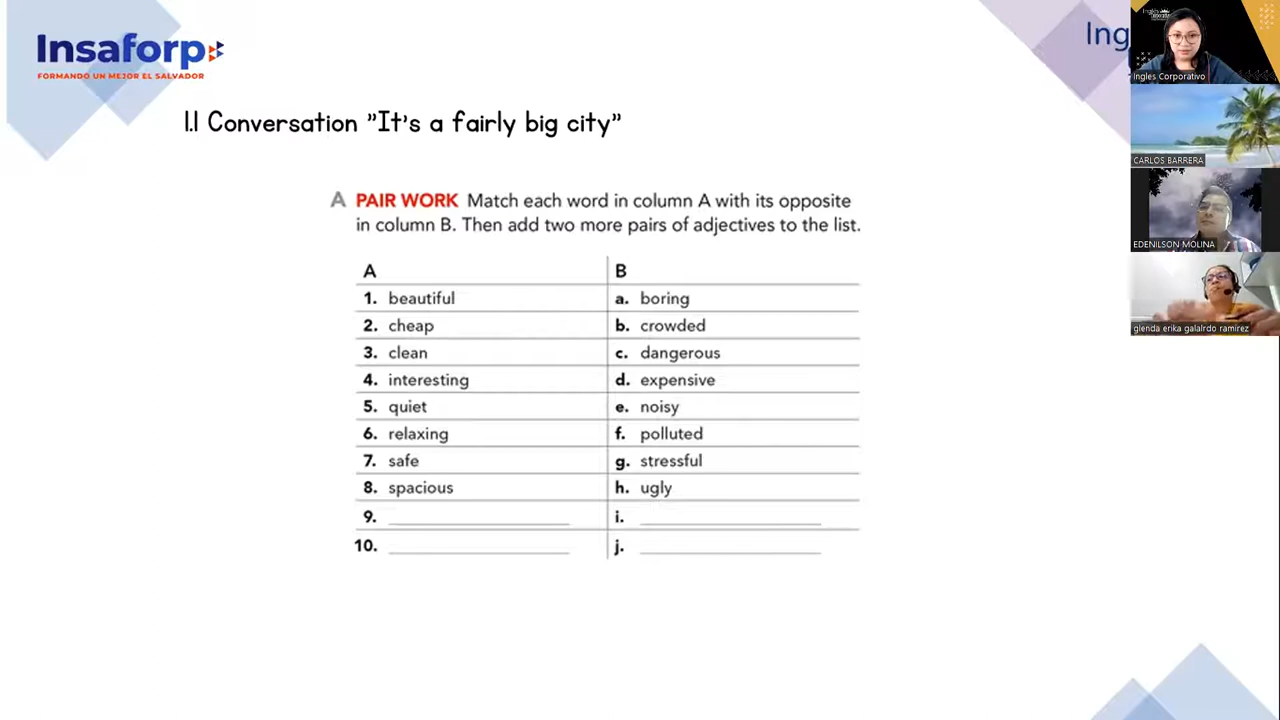 Insaforp
FORMANDO UN MEJOR EL SALVADOR
Ing
Ingles Corporativo
CARLOS BARRERA
EDENILSON MOLINA
glenda erika galalrdo ramirez
1.1 Conversation "It's a fairly big city"
A PAIR WORK Match each word in column A with its opposite
in column B. Then add two more pairs of adjectives to the list.
A B
1. beautiful a. boring
2. cheap b. crowded
3. clean c. dangerous
4. interesting d. expensive
5. quiet e. noisy
6. relaxing f. polluted
7. safe g. stressful
8. spacious h. ugly
9. i.
10. j.